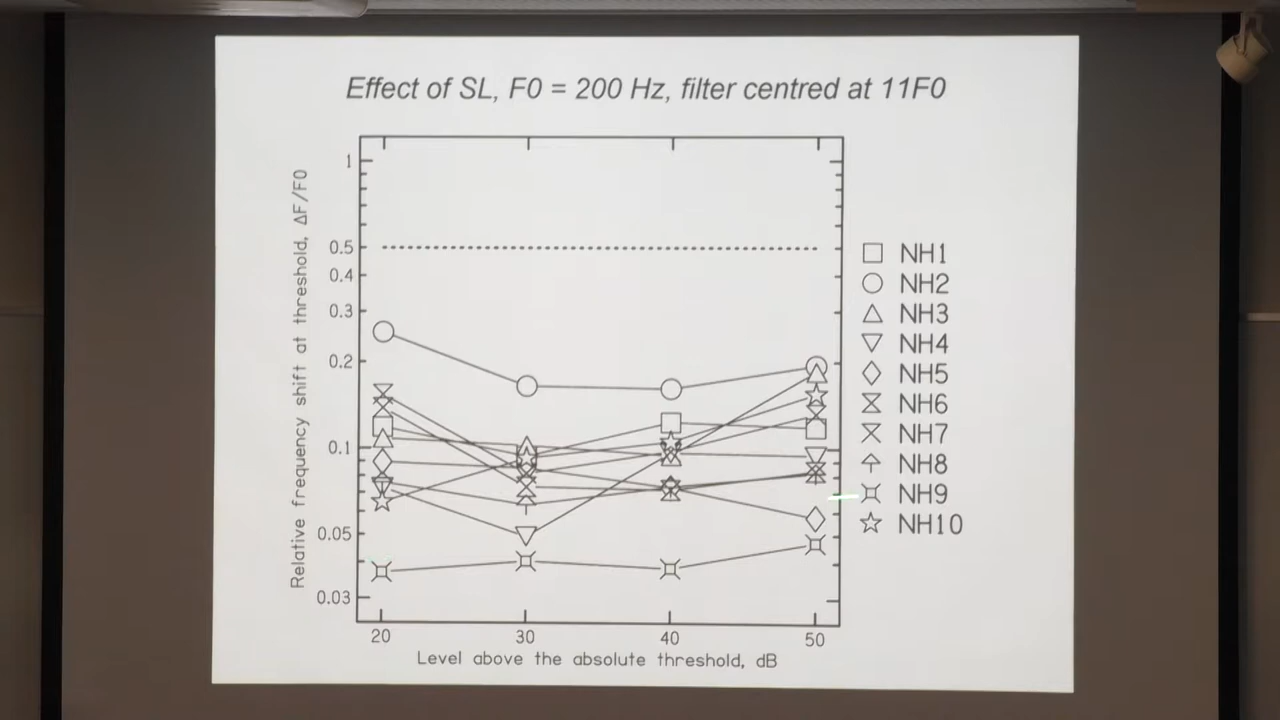 Effect of SL, F0 = 200 Hz, filter centred at 11F0
Relative frequency shift at threshold, ΔF/F0
1
0.5
0.4
0.3
0.2
0.1
0.05
0.03
20 30 40 50
Level above the absolute threshold, dB
NH1
NH2
NH3
NH4
NH5
NH6
NH7
NH8
NH9
NH10